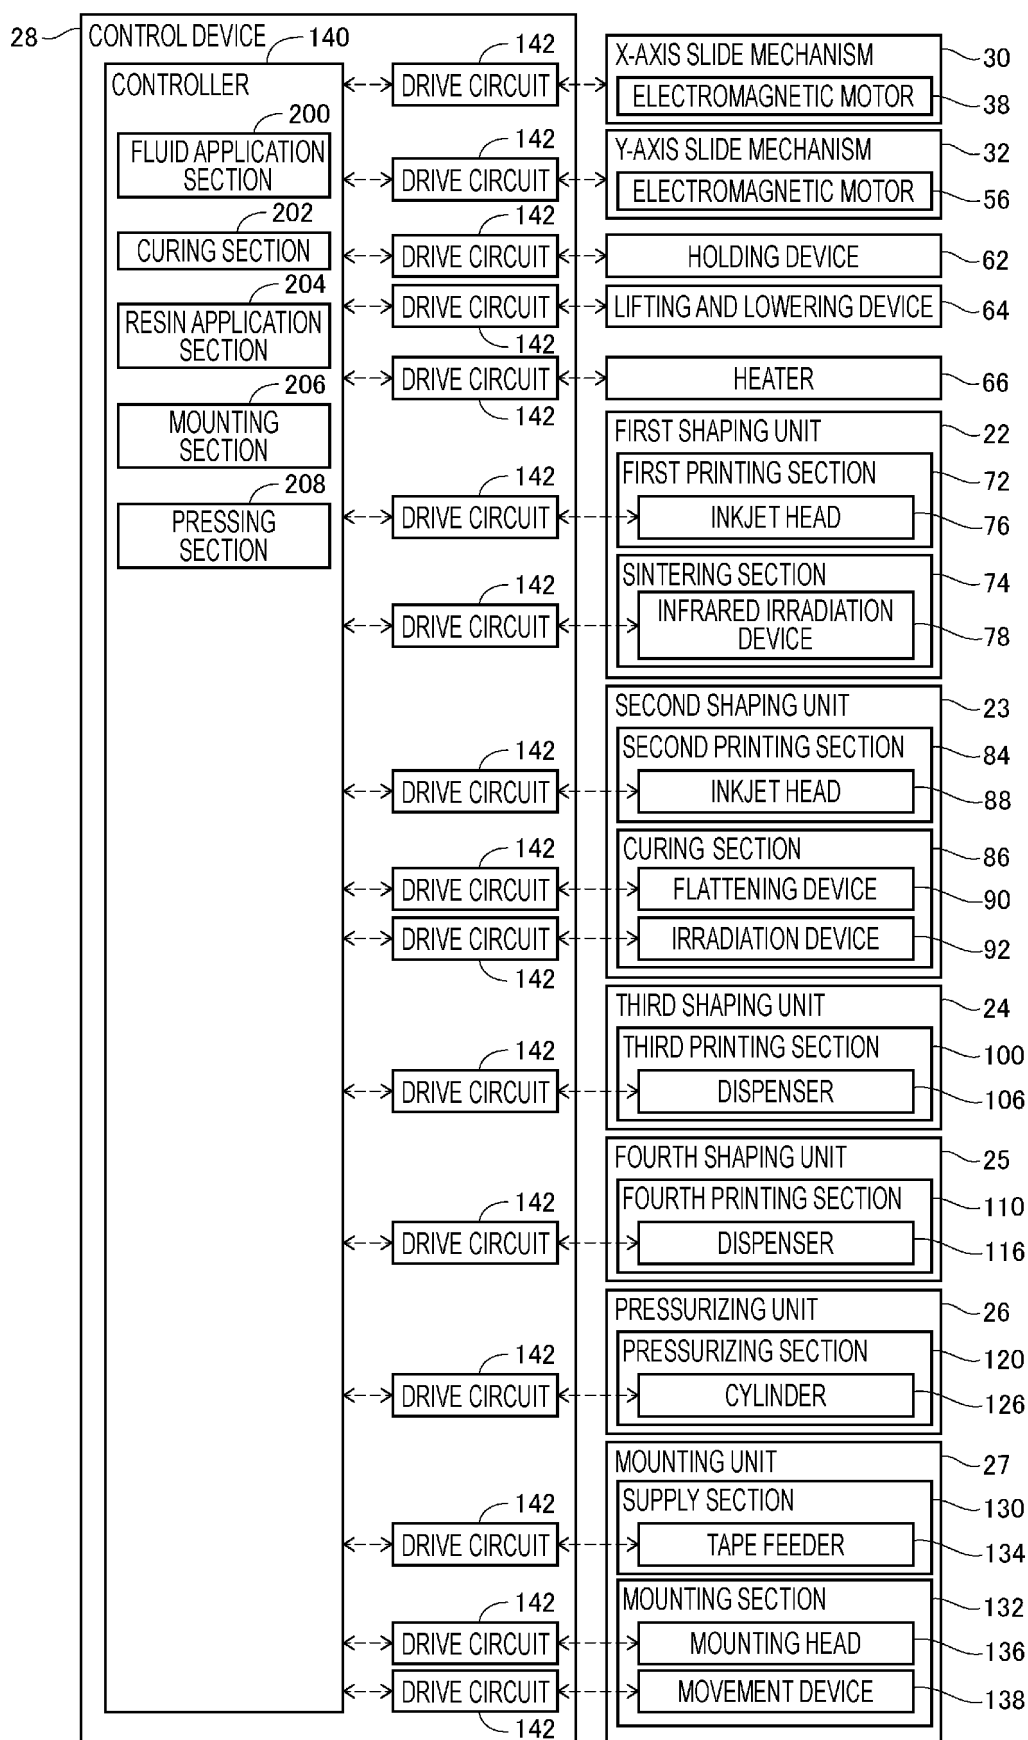 28
CONTROL DEVICE
140
CONTROLLER
200
FLUID APPLICATION
SECTION
202
CURING SECTION
204
RESIN APPLICATION
SECTION
206
MOUNTING
SECTION
208
PRESSING
SECTION
142
DRIVE CIRCUIT
X-AXIS SLIDE MECHANISM
30
ELECTROMAGNETIC MOTOR
38
142
DRIVE CIRCUIT
Y-AXIS SLIDE MECHANISM
32
ELECTROMAGNETIC MOTOR
56
142
DRIVE CIRCUIT
HOLDING DEVICE
62
DRIVE CIRCUIT
142
LIFTING AND LOWERING DEVICE
64
DRIVE CIRCUIT
142
HEATER
66
FIRST SHAPING UNIT
22
FIRST PRINTING SECTION
72
142
DRIVE CIRCUIT
INKJET HEAD
76
SINTERING SECTION
74
142
DRIVE CIRCUIT
INFRARED IRRADIATION
DEVICE
78
SECOND SHAPING UNIT
23
SECOND PRINTING SECTION
84
142
DRIVE CIRCUIT
INKJET HEAD
88
CURING SECTION
86
142
DRIVE CIRCUIT
FLATTENING DEVICE
90
DRIVE CIRCUIT
142
IRRADIATION DEVICE
92
THIRD SHAPING UNIT
24
THIRD PRINTING SECTION
100
142
DRIVE CIRCUIT
DISPENSER
106
FOURTH SHAPING UNIT
25
FOURTH PRINTING SECTION
110
142
DRIVE CIRCUIT
DISPENSER
116
PRESSURIZING UNIT
26
PRESSURIZING SECTION
120
142
DRIVE CIRCUIT
CYLINDER
126
MOUNTING UNIT
27
SUPPLY SECTION
130
142
DRIVE CIRCUIT
TAPE FEEDER
134
MOUNTING SECTION
132
142
DRIVE CIRCUIT
MOUNTING HEAD
136
DRIVE CIRCUIT
142
MOVEMENT DEVICE
138